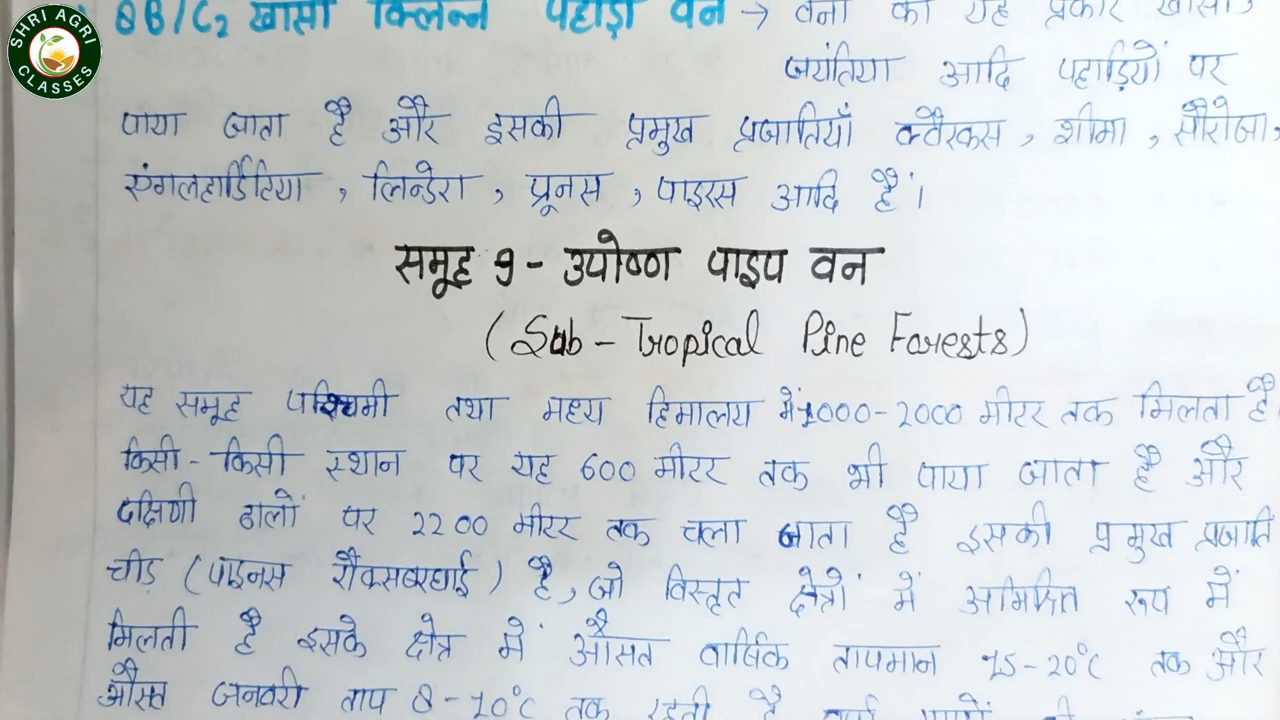 SHRI AGRI CLASSES
8B/C₂ खासी क्लिन्न पहाड़ी वन → वनों का यह प्रकार खासी,
जयंतिया आदि पहाड़ियों पर
पाया जाता है और इसकी प्रमुख प्रजातियाँ क्वैरकस, शीमा, सौरोजा,
एंगलहार्डितिया, लिन्डेरा, प्रूनस, पाइरस आदि हैं।
समूह 9 - उपोष्ण पाइप वन
(Sub-Tropical Pine Forests)
यह समूह पश्चिमी तथा मध्य हिमालय में 1000-2000 मीटर तक मिलता है
किसी-किसी स्थान पर यह 600 मीटर तक भी पाया जाता है और
दक्षिणी ढालों पर 2200 मीटर तक चला जाता है इसकी प्रमुख प्रजाति
चीड़ (पाइनस रौक्सबरघाई) है, जो विस्तृत क्षेत्रों में अमिश्रित रूप में
मिलती है इसके क्षेत्र में औसत वार्षिक तापमान 15-20°C तक और
औसत जनवरी ताप 8-10°C तक रहती है